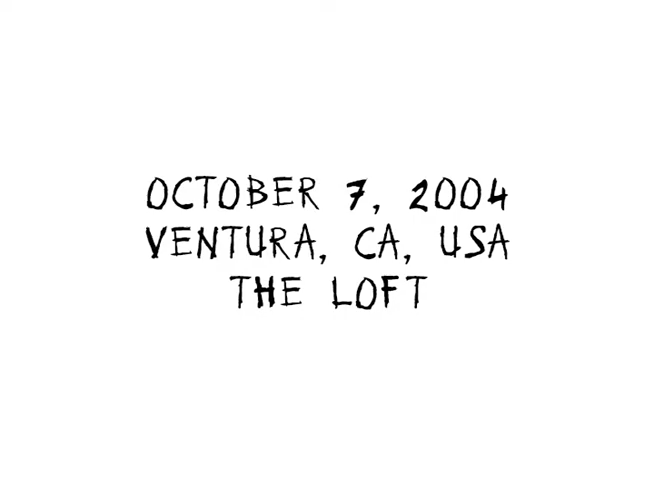 OCTOBER 7, 2004
VENTURA, CA, USA
THE LOFT